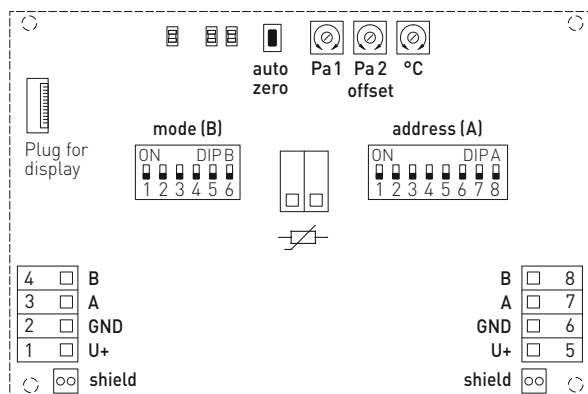 auto zero
Pa 1
Pa 2
offset
°C
Plug for
display
mode (B)
ON DIP B
1 2 3 4 5 6
address (A)
ON DIP A
1 2 3 4 5 6 7 8
4 B
3 A
2 GND
1 U+
shield
B 8
A 7
GND 6
U+ 5
shield